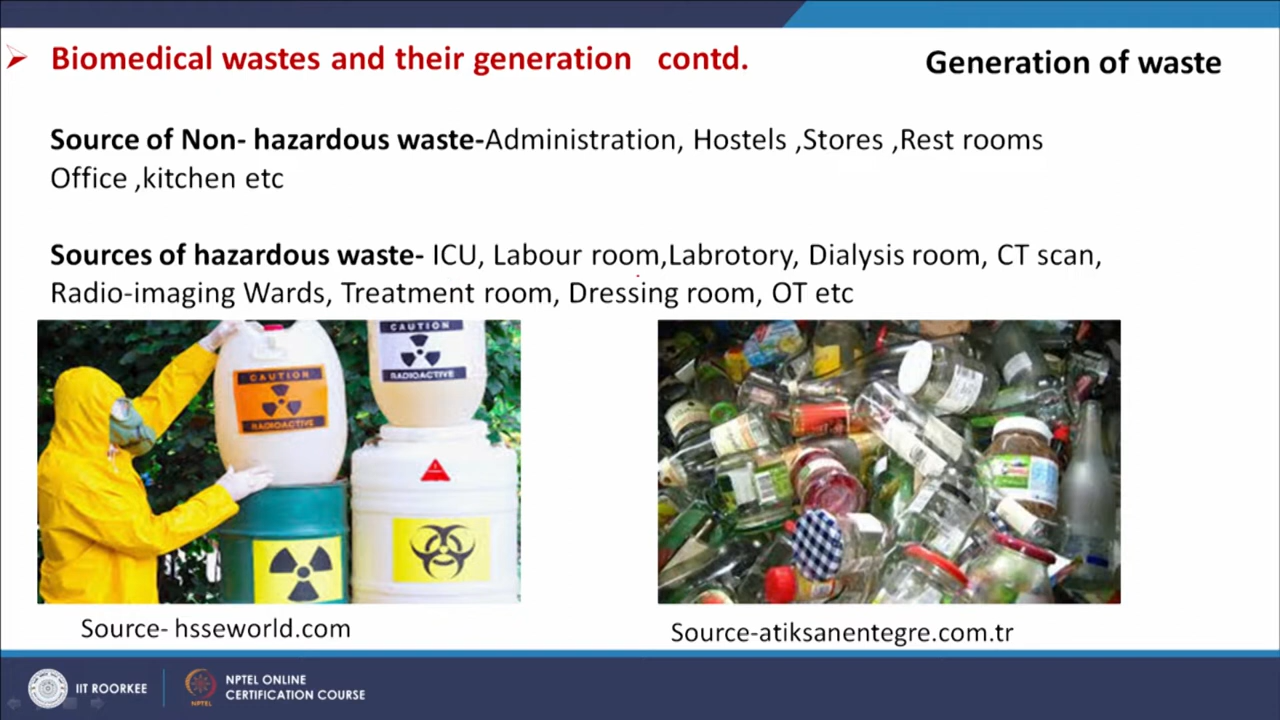 Biomedical wastes and their generation contd.
Generation of waste
Source of Non- hazardous waste-Administration, Hostels ,Stores ,Rest rooms
Office ,kitchen etc
Sources of hazardous waste- ICU, Labour room,Labrotory, Dialysis room, CT scan,
Radio-imaging Wards, Treatment room, Dressing room, OT etc
CAUTION
RADIOACTIVE
CAUTION
RADIOACTIVE
Source- hsseworld.com
Source-atiksanentegre.com.tr
IIT ROORKEE
NPTEL ONLINE
CERTIFICATION COURSE
NPTEL